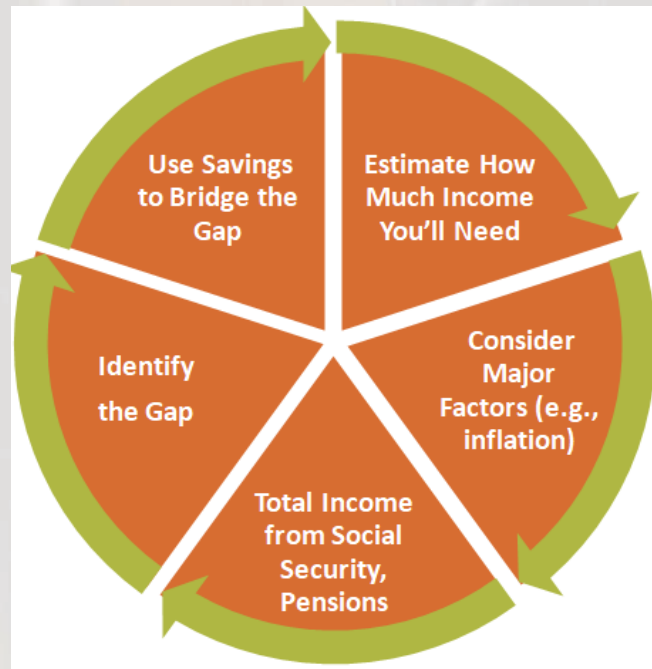 Estimate How
Much Income
You'll Need
Consider
Major
Factors (e.g.,
inflation)
Total Income
from Social
Security,
Pensions
Identify
the Gap
Use Savings
to Bridge the
Gap